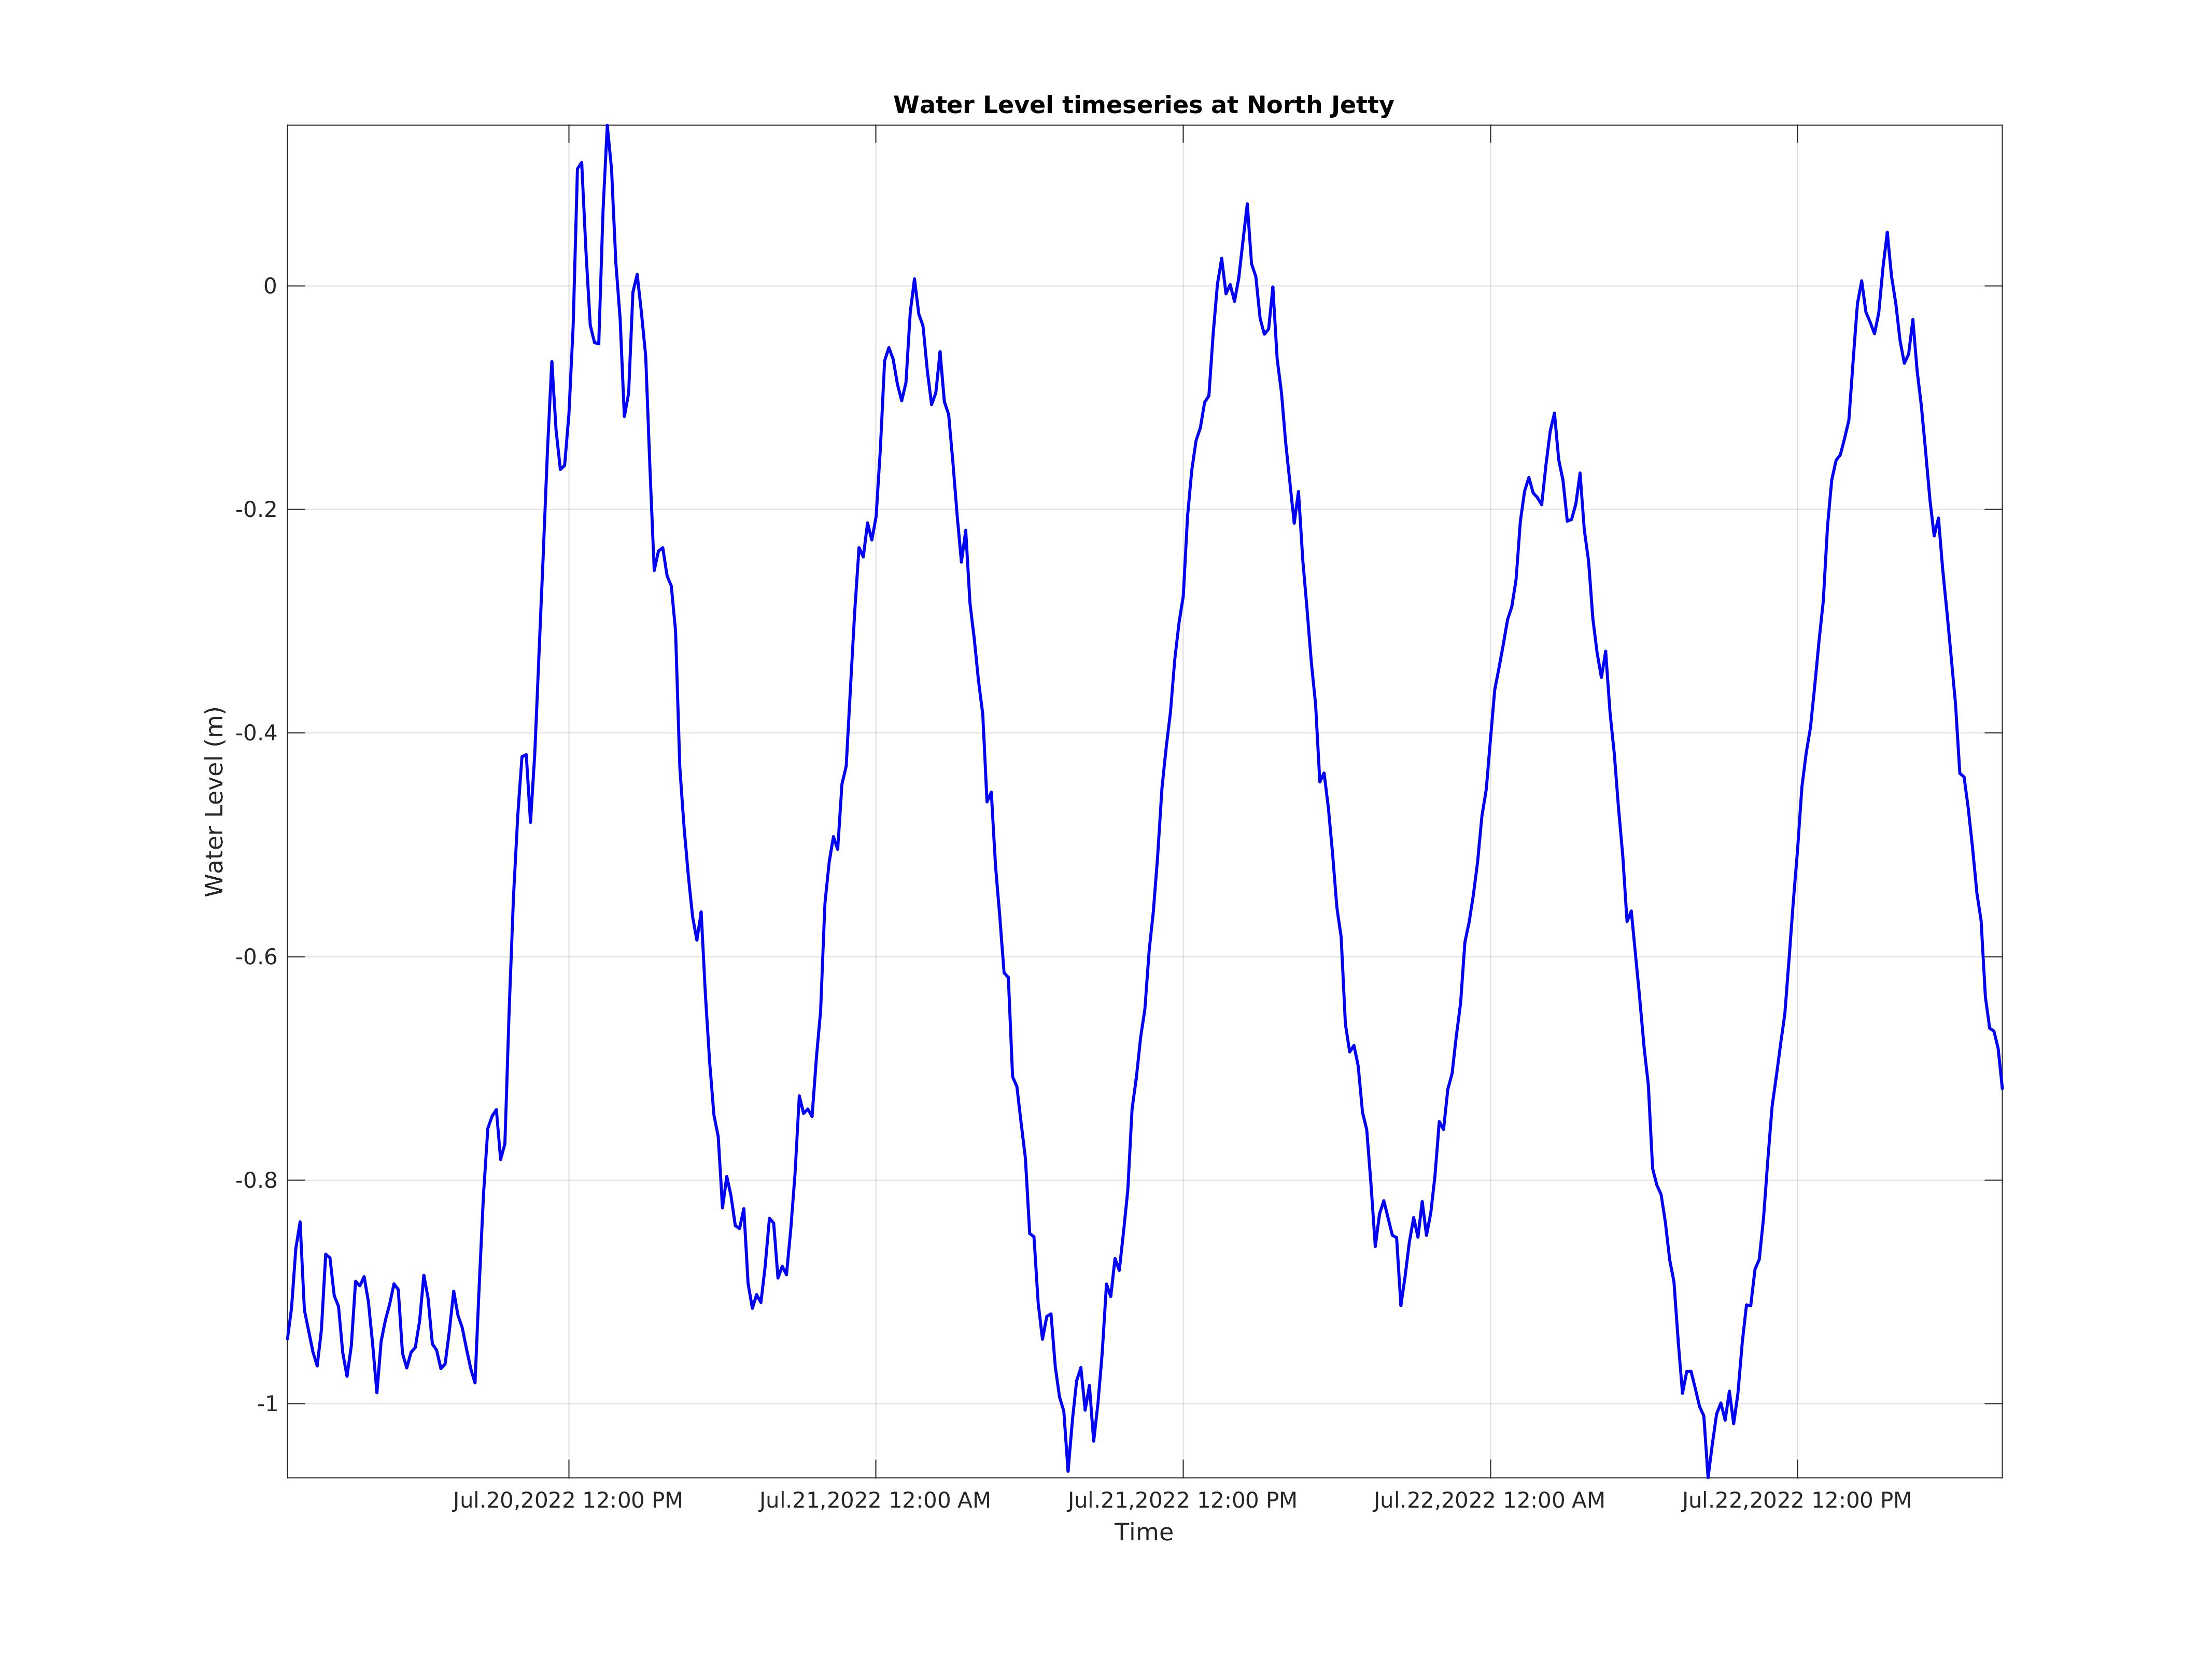 Water Level timeseries at North Jetty
Water Level (m)
0
-0.2
-0.4
-0.6
-0.8
-1
Jul.20,2022 12:00 PM
Jul.21,2022 12:00 AM
Jul.21,2022 12:00 PM
Jul.22,2022 12:00 AM
Jul.22,2022 12:00 PM
Time